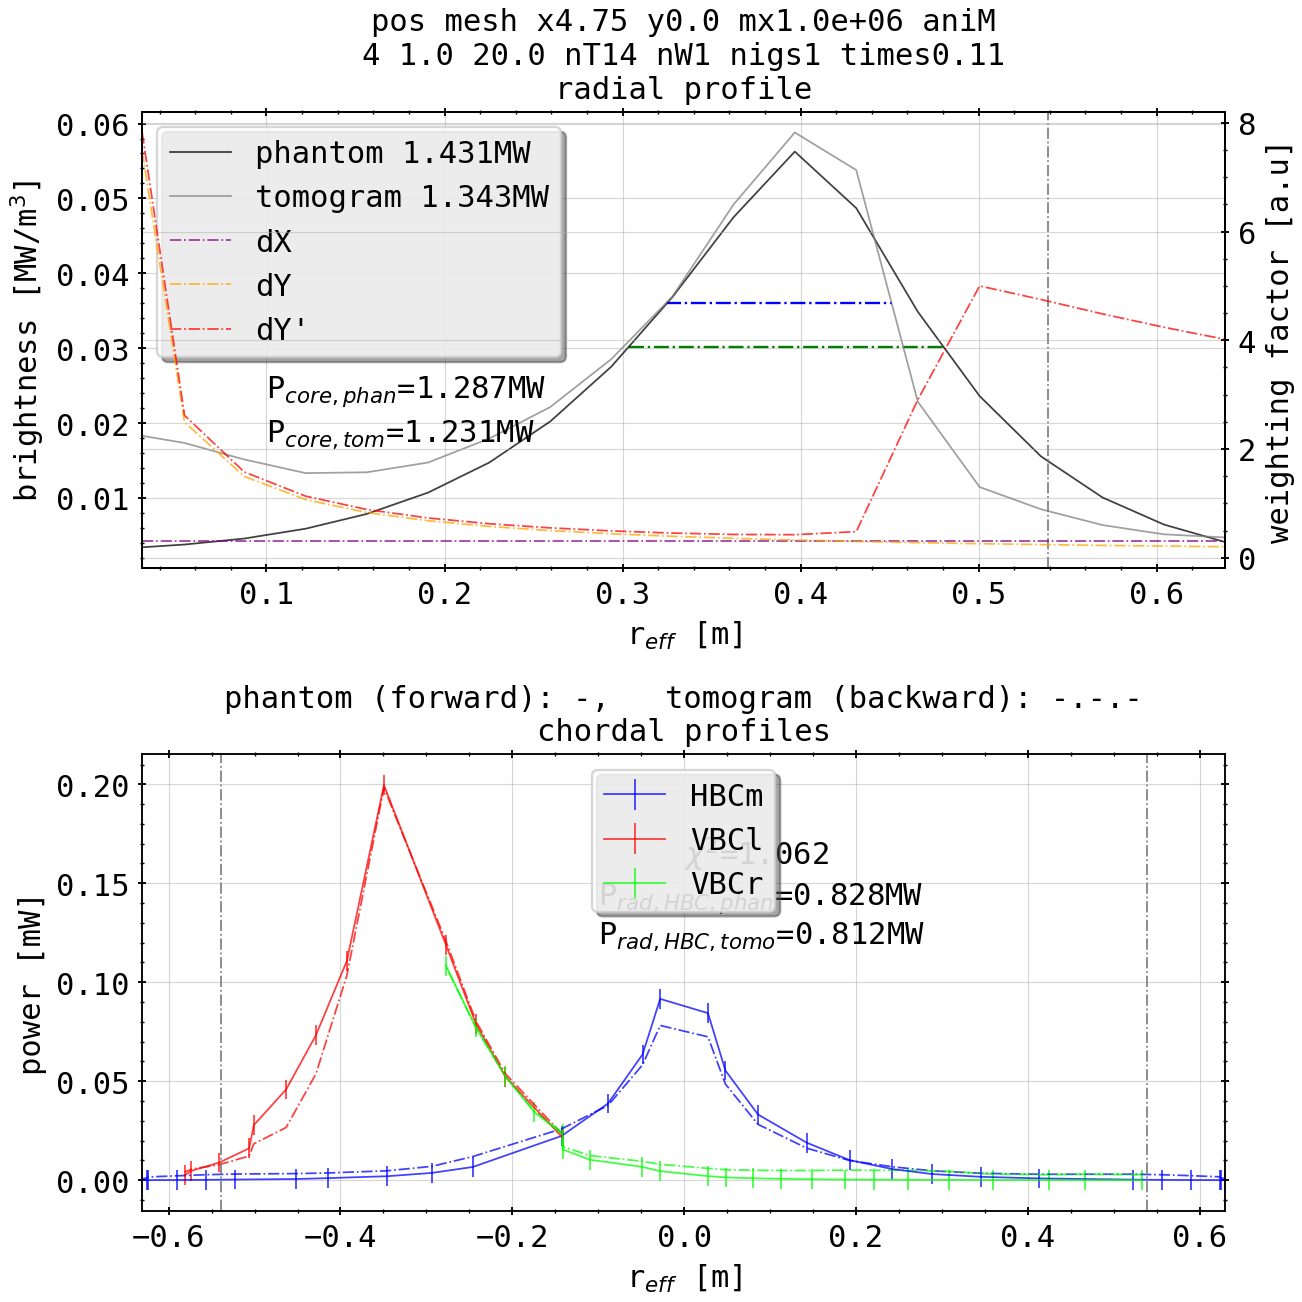 pos mesh x4.75 y0.0 mx1.0e+06 aniM
4 1.0 20.0 nT14 nW1 nigs1 times0.11
radial profile
brightness [MW/m³]
0.06
0.05
0.04
0.03
0.02
0.01
phantom 1.431MW
tomogram 1.343MW
dX
dY
dY'
P_core,phan=1.287MW
P_core,tom=1.231MW
8
6
4
2
0
weighting factor [a.u]
0.1 0.2 0.3 0.4 0.5 0.6
r_eff [m]
phantom (forward): -, tomogram (backward): -.-.-
chordal profiles
power [mW]
0.20
0.15
0.10
0.05
0.00
HBCm
VBCl
VBCr
χ²=1.062
P_rad,HBC,phan=0.828MW
P_rad,HBC,tomo=0.812MW
−0.6 −0.4 −0.2 0.0 0.2 0.4 0.6
r_eff [m]